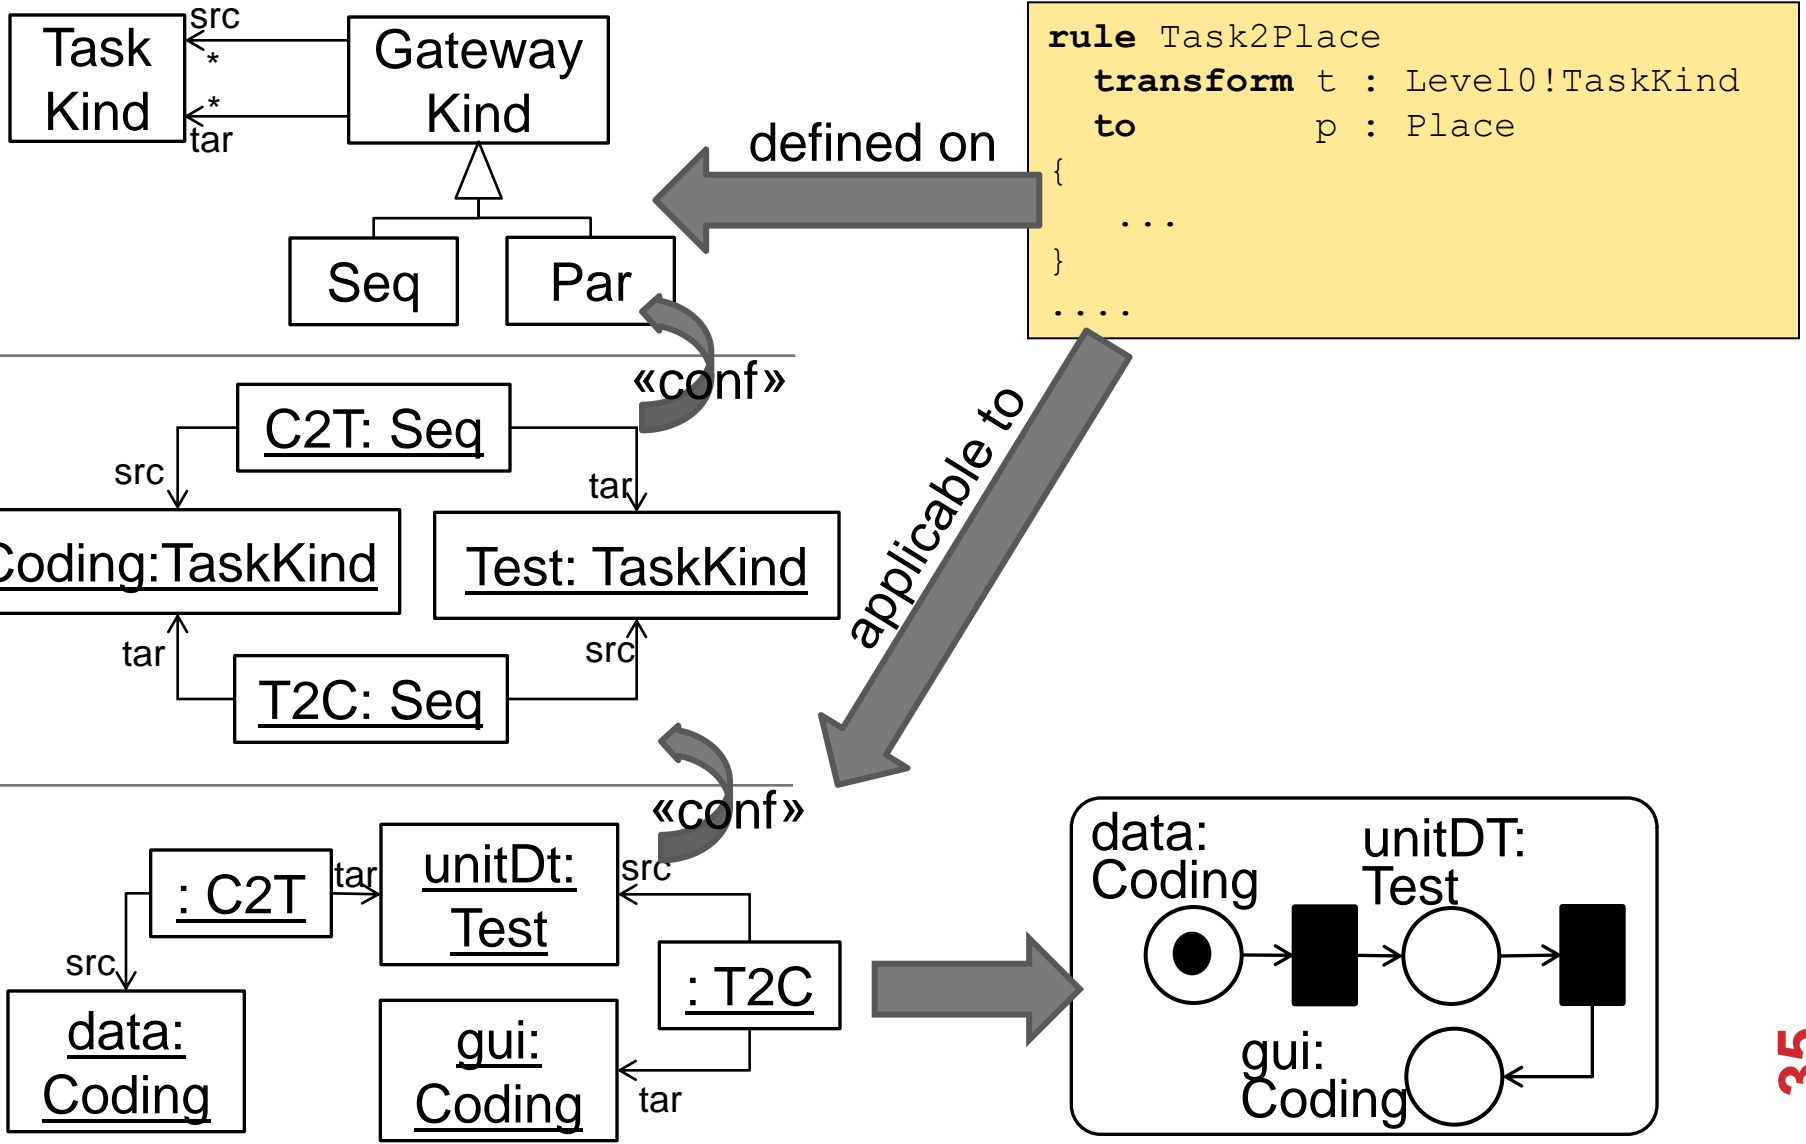 src
Task
Kind
*
*
tar
Gateway
Kind
Seq
Par
defined on
rule Task2Place
transform t : Level0!TaskKind
to p : Place
{
...
}
....
«conf»
C2T: Seq
src
tar
Coding:TaskKind
Test: TaskKind
tar
src
T2C: Seq
applicable to
«conf»
: C2T
tar
unitDt:
Test
src
src
: T2C
data:
Coding
gui:
Coding
tar
data:
Coding
unitDT:
Test
gui:
Coding
35